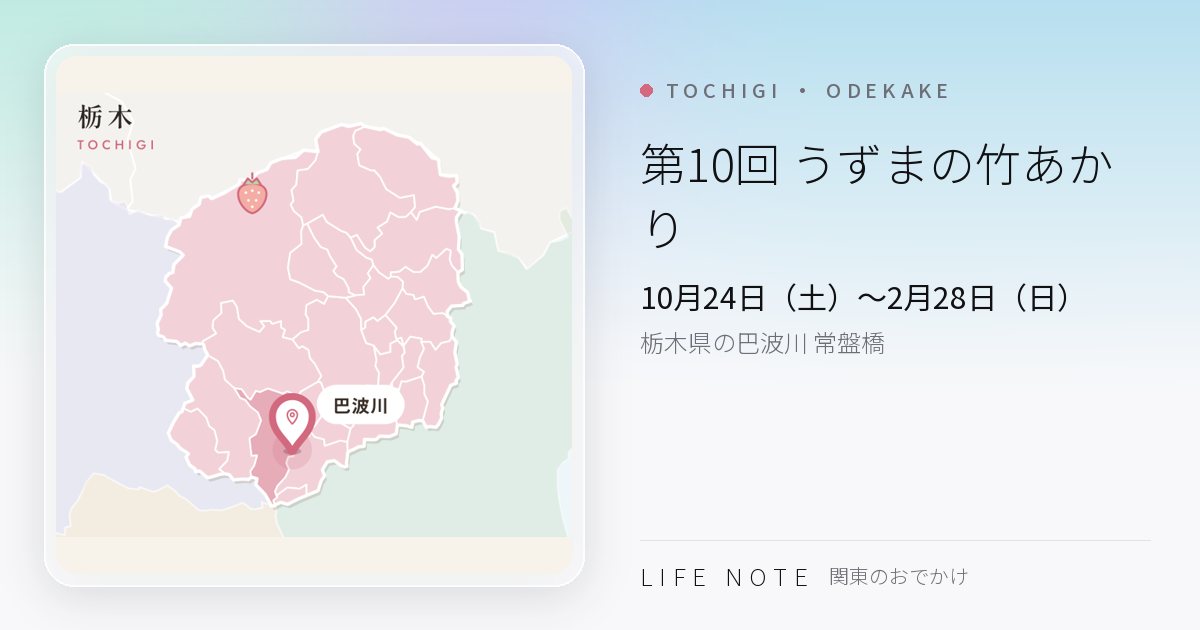 栃木
TOCHIGI
巴波川
TOCHIGI • ODEKAKE
第10回 うずまの竹あか
り
10月24日（土）〜2月28日（日）
栃木県の巴波川 常盤橋
LIFE NOTE 関東のおでかけ